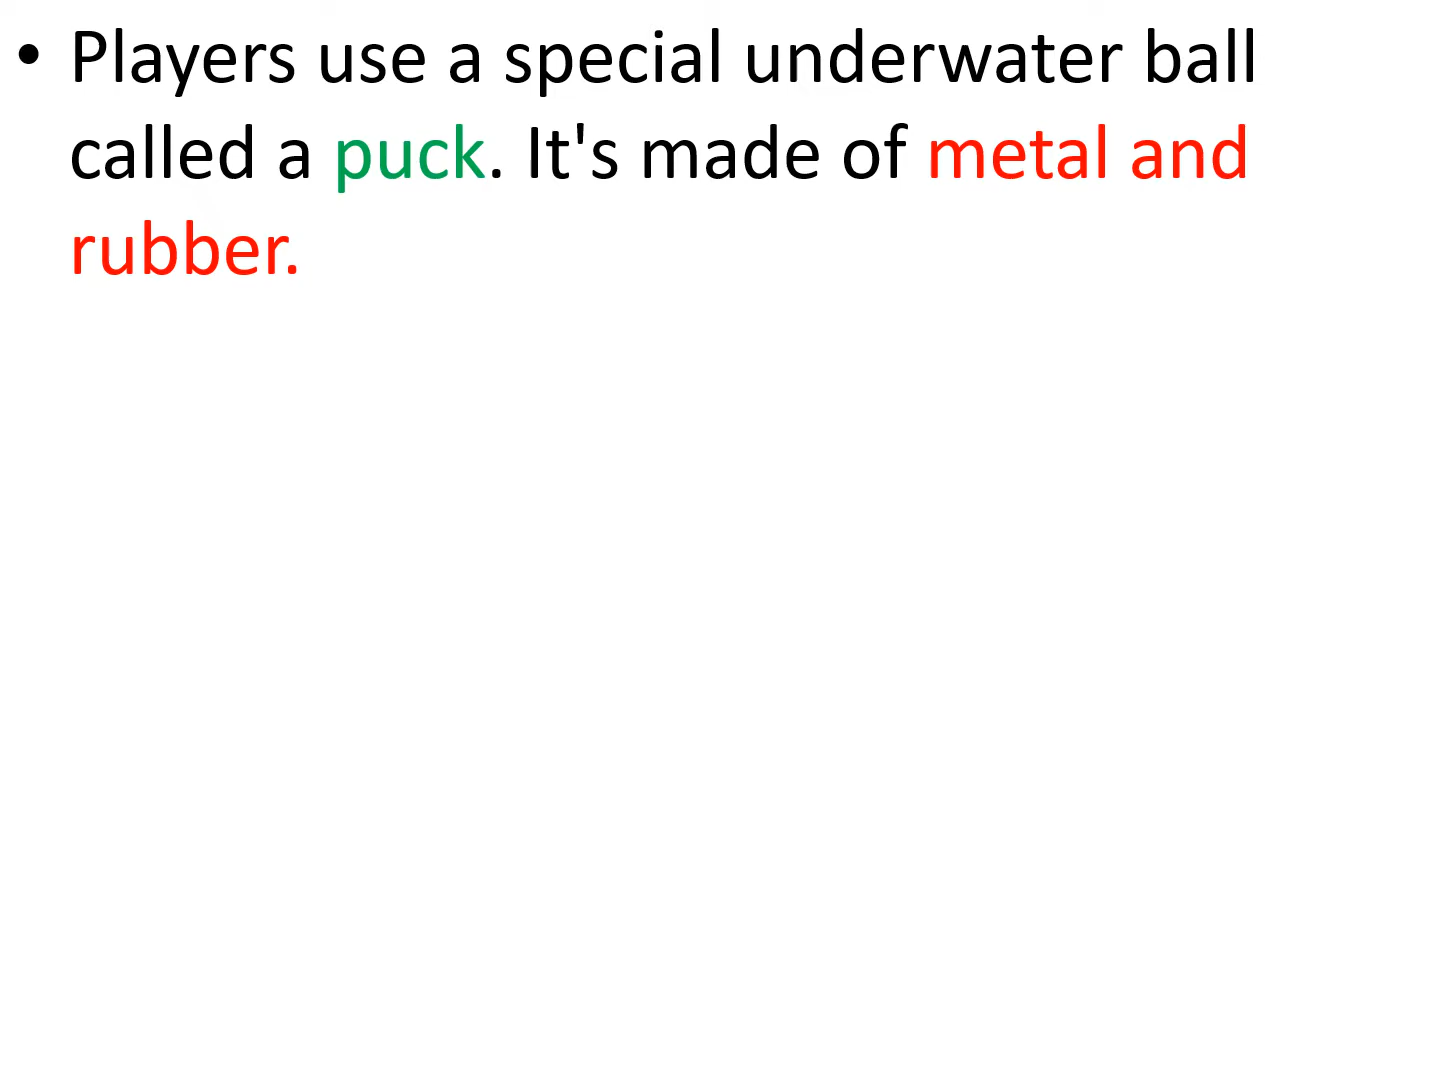 • Players use a special underwater ball
called a puck. It's made of metal and
rubber.